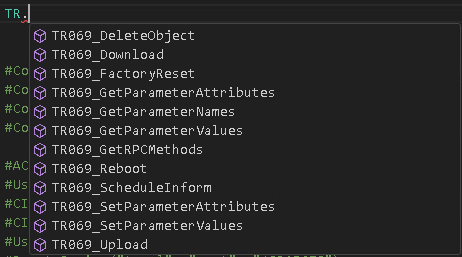 TR.
TR069_DeleteObject
TR069_Download
#Co
TR069_FactoryReset
#Co
TR069_GetParameterAttributes
#Co
TR069_GetParameterNames
#Co
TR069_GetParameterValues
TR069_GetRPCMethods
#AC
TR069_Reboot
#Us
TR069_ScheduleInform
#CI
TR069_SetParameterAttributes
#CI
TR069_SetParameterValues
#Us
TR069_Upload